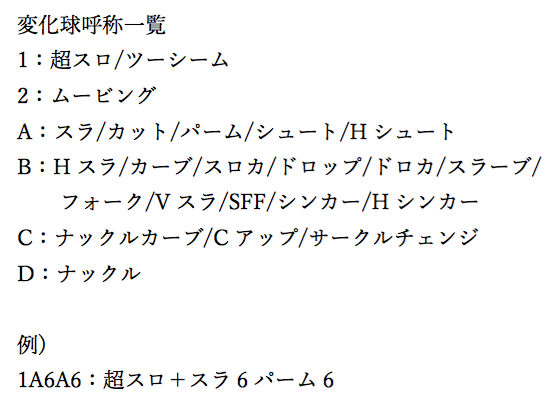 変化球呼称一覧
1：超スロ/ツーシーム
2：ムービング
A：スラ/カット/パーム/シュート/H シュート
B：H スラ/カーブ/スロカ/ドロップ/ドロカ/スラーブ/
フォーク/V スラ/SFF/シンカー/H シンカー
C：ナックルカーブ/C アップ/サークルチェンジ
D：ナックル
例）
1A6A6：超スロ＋スラ 6 パーム 6